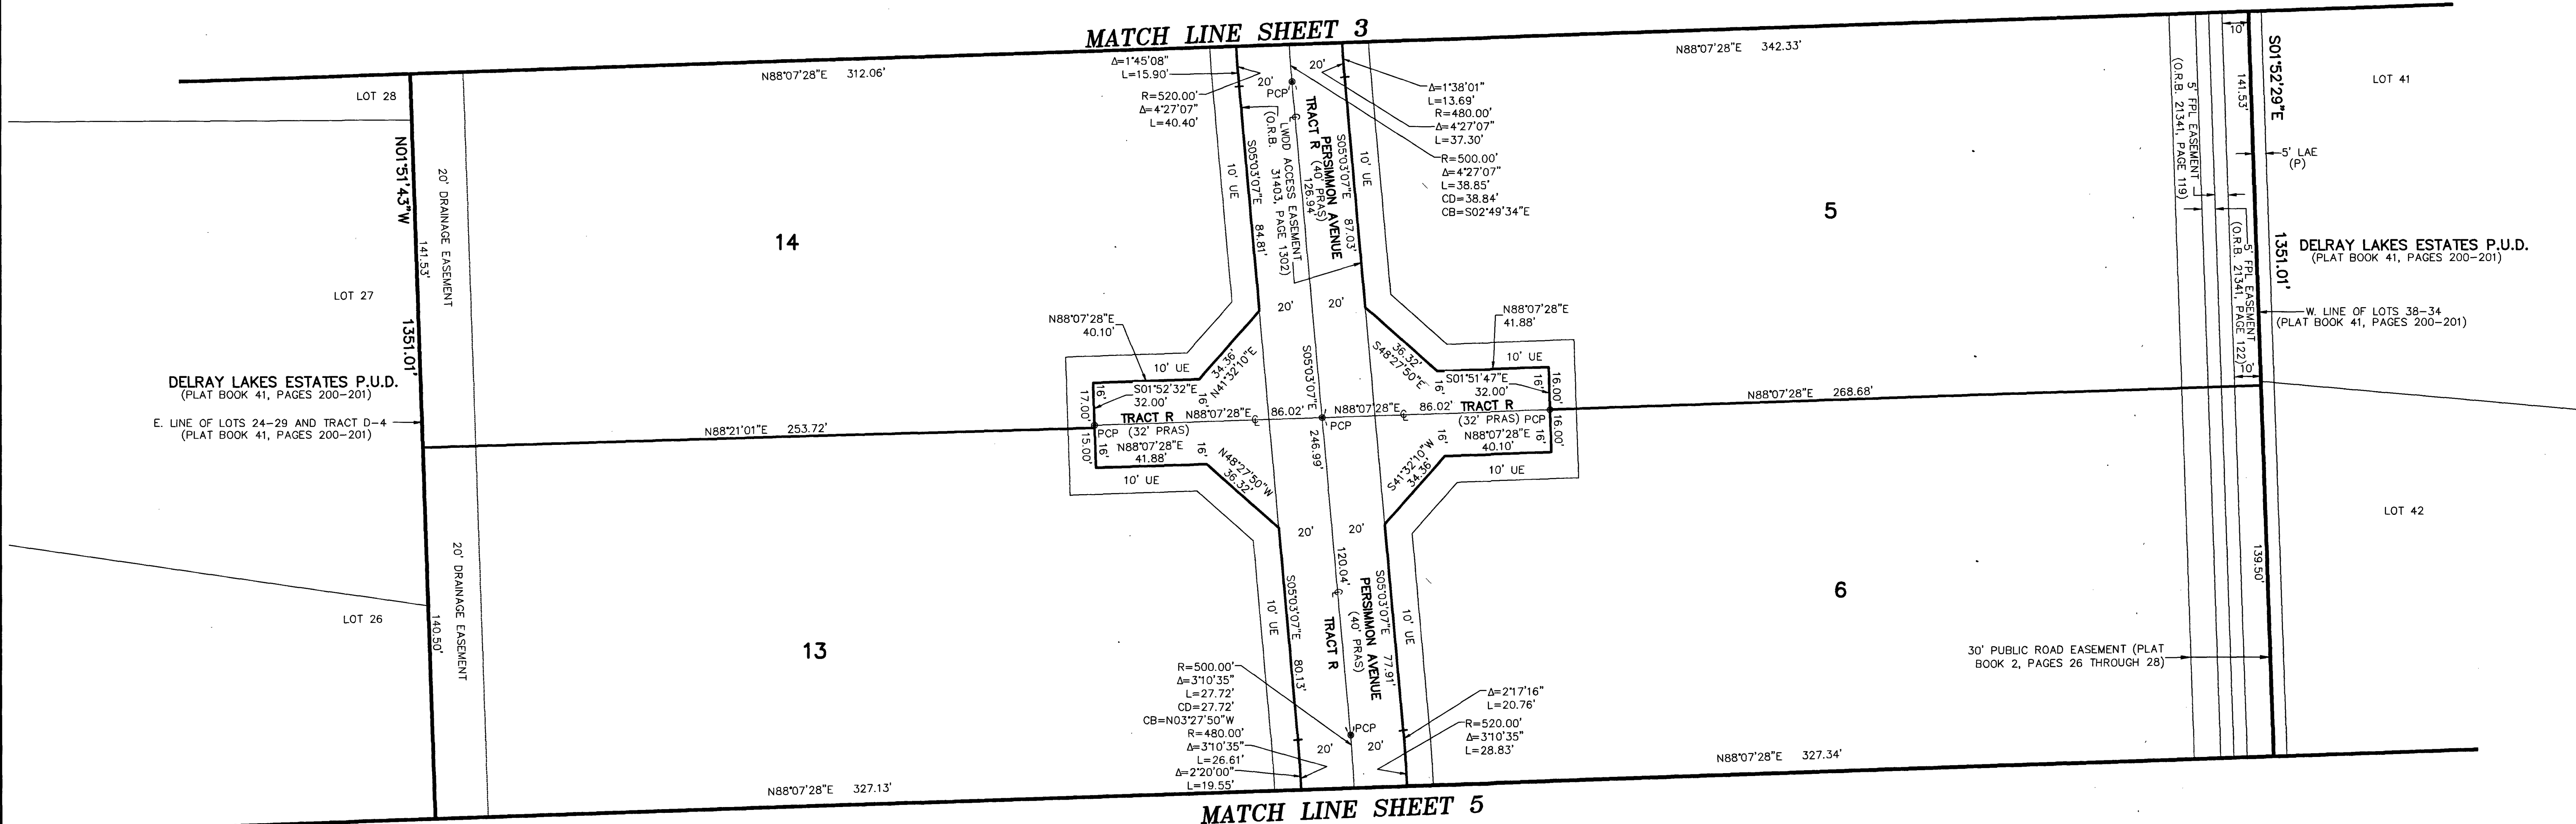 MATCH LINE SHEET 3
N88°07'28"E 312.06'
N88°07'28"E 342.33'
LOT 28
N01°51'43"W
141.53'
1351.01'
20' DRAINAGE EASEMENT
LOT 27
14
DELRAY LAKES ESTATES P.U.D.
(PLAT BOOK 41, PAGES 200-201)
E. LINE OF LOTS 24-29 AND TRACT D-4
(PLAT BOOK 41, PAGES 200-201)
N88°21'01"E 253.72'
20' DRAINAGE EASEMENT
140.50'
LOT 26
13
N88°07'28"E 327.13'
Δ=1°45'08"
L=15.90'
R=520.00'
Δ=4°27'07"
L=40.40'
20'
20'
PCP
10' UE
S05°03'07"E 84.81'
LWDD ACCESS EASEMENT
(O.R.B. 31403, PAGE 1302)
TRACT R
PERSIMMON AVENUE
(40' PRAS)
126.94'
S05°03'07"E 87.03'
10' UE
Δ=1°38'01"
L=13.69'
R=480.00'
Δ=4°27'07"
L=37.30'
R=500.00'
Δ=4°27'07"
L=38.85'
CD=38.84'
CB=S02°49'34"E
20'
20'
N88°07'28"E
40.10'
10' UE
34.36'
N41°32'10"E
16'
S01°52'32"E
32.00'
16'
17.00'
TRACT R
(32' PRAS)
N88°07'28"E 86.02'
PCP
15.00'
16'
N88°07'28"E
41.88'
16'
10' UE
N48°27'50"W
36.32'
S05°03'07"E
246.99'
PCP
N88°07'28"E
41.88'
10' UE
36.32'
S48°27'50"E
16'
S01°51'47"E
32.00'
16'
16.00'
N88°07'28"E 86.02'
TRACT R
(32' PRAS)
PCP
16.00'
16'
N88°07'28"E
40.10'
16'
10' UE
S41°32'10"W
34.36'
20'
20'
10' UE
S05°03'07"E 80.13'
120.04'
TRACT R
PERSIMMON AVENUE
(40' PRAS)
S05°03'07"E 77.91'
10' UE
R=500.00'
Δ=3°10'35"
L=27.72'
CD=27.72'
CB=N03°27'50"W
R=480.00'
Δ=3°10'35"
L=26.61'
Δ=2°20'00"
L=19.55'
PCP
20'
20'
Δ=2°17'16"
L=20.76'
R=520.00'
Δ=3°10'35"
L=28.83'
5
N88°07'28"E 268.68'
6
N88°07'28"E 327.34'
5' FPL EASEMENT
(O.R.B. 21341, PAGE 119)
5' FPL EASEMENT
(O.R.B. 21341, PAGE 122)
10'
10'
141.53'
S01°52'29"E
1351.01'
LOT 41
5' LAE
(P)
DELRAY LAKES ESTATES P.U.D.
(PLAT BOOK 41, PAGES 200-201)
W. LINE OF LOTS 38-34
(PLAT BOOK 41, PAGES 200-201)
LOT 42
139.50'
30' PUBLIC ROAD EASEMENT (PLAT
BOOK 2, PAGES 26 THROUGH 28)
MATCH LINE SHEET 5